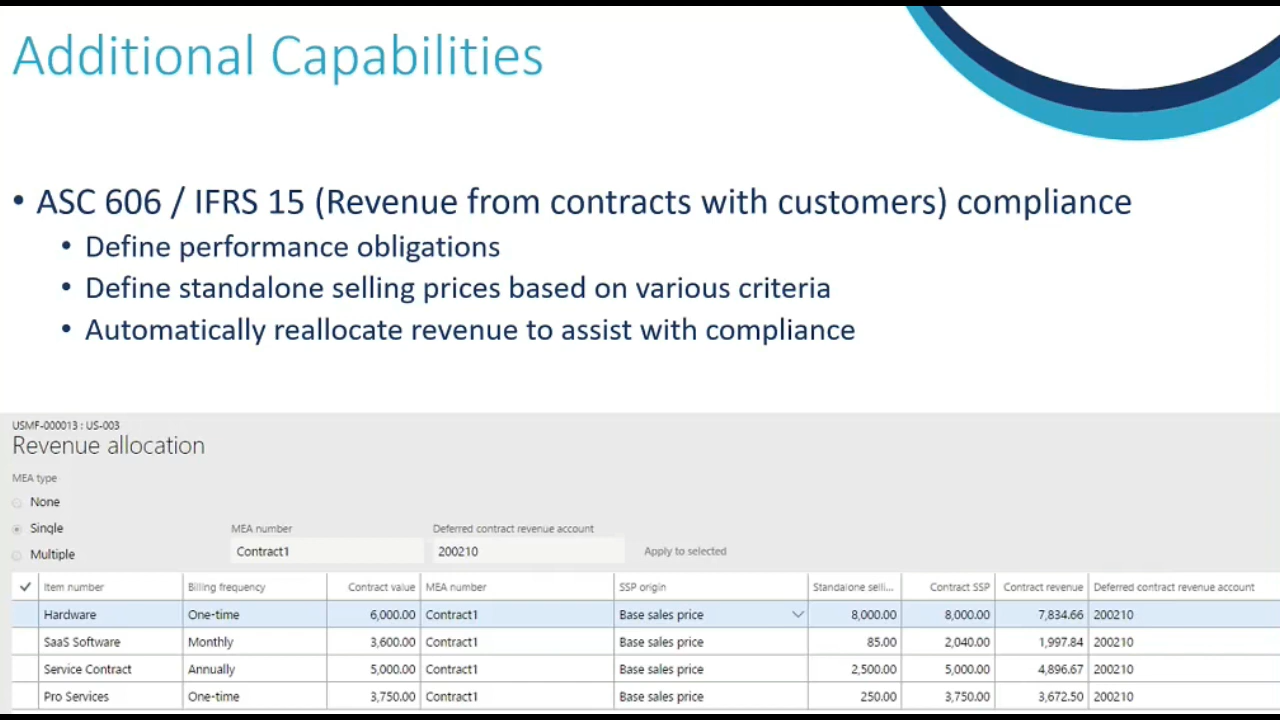 Additional Capabilities
• ASC 606 / IFRS 15 (Revenue from contracts with customers) compliance
• Define performance obligations
• Define standalone selling prices based on various criteria
• Automatically reallocate revenue to assist with compliance
USMF-000013 : US-003
Revenue allocation
MEA type
None
Single
Multiple
MEA number Deferred contract revenue account
Contract1 200210 Apply to selected
Item number Billing frequency Contract value MEA number SSP origin Standalone selli... Contract SSP Contract revenue Deferred contract revenue account
Hardware One-time 6,000.00 Contract1 Base sales price 8,000.00 8,000.00 7,834.66 200210
SaaS Software Monthly 3,600.00 Contract1 Base sales price 85.00 2,040.00 1,997.84 200210
Service Contract Annually 5,000.00 Contract1 Base sales price 2,500.00 5,000.00 4,896.67 200210
Pro Services One-time 3,750.00 Contract1 Base sales price 250.00 3,750.00 3,672.50 200210